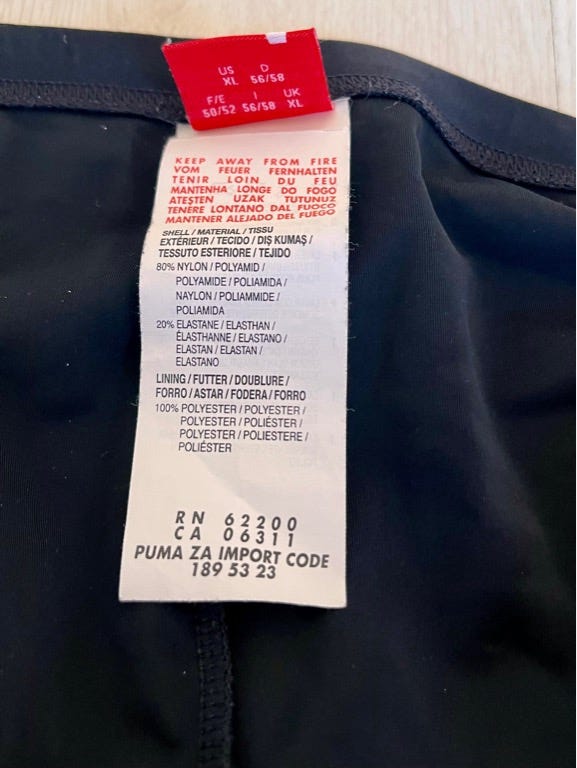 US D
XL 56/58
F/E I UK
50/52 56/58 XL
KEEP AWAY FROM FIRE
VOM FEUER FERNHALTEN
TENIR LOIN DU FEU
MANTENHA LONGE DO FOGO
ATEŞTEN UZAK TUTUNUZ
TENERE LONTANO DAL FUOCO
MANTENER ALEJADO DEL FUEGO
SHELL / MATERIAL / TISSU
EXTÉRIEUR / TECIDO / DIŞ KUMAŞ /
TESSUTO ESTERIORE / TEJIDO
80% NYLON / POLYAMID /
POLYAMIDE / POLIAMIDA /
NAYLON / POLIAMMIDE /
POLIAMIDA
20% ELASTANE / ELASTHAN /
ÉLASTHANNE / ELASTANO /
ELASTAN / ELASTAN /
ELASTANO
LINING / FUTTER / DOUBLURE /
FORRO / ASTAR / FODERA / FORRO
100% POLYESTER / POLYESTER /
POLYESTER / POLIÉSTER /
POLYESTER / POLIESTERE /
POLIÉSTER
RN 62200
CA 06311
PUMA ZA IMPORT CODE
189 53 23